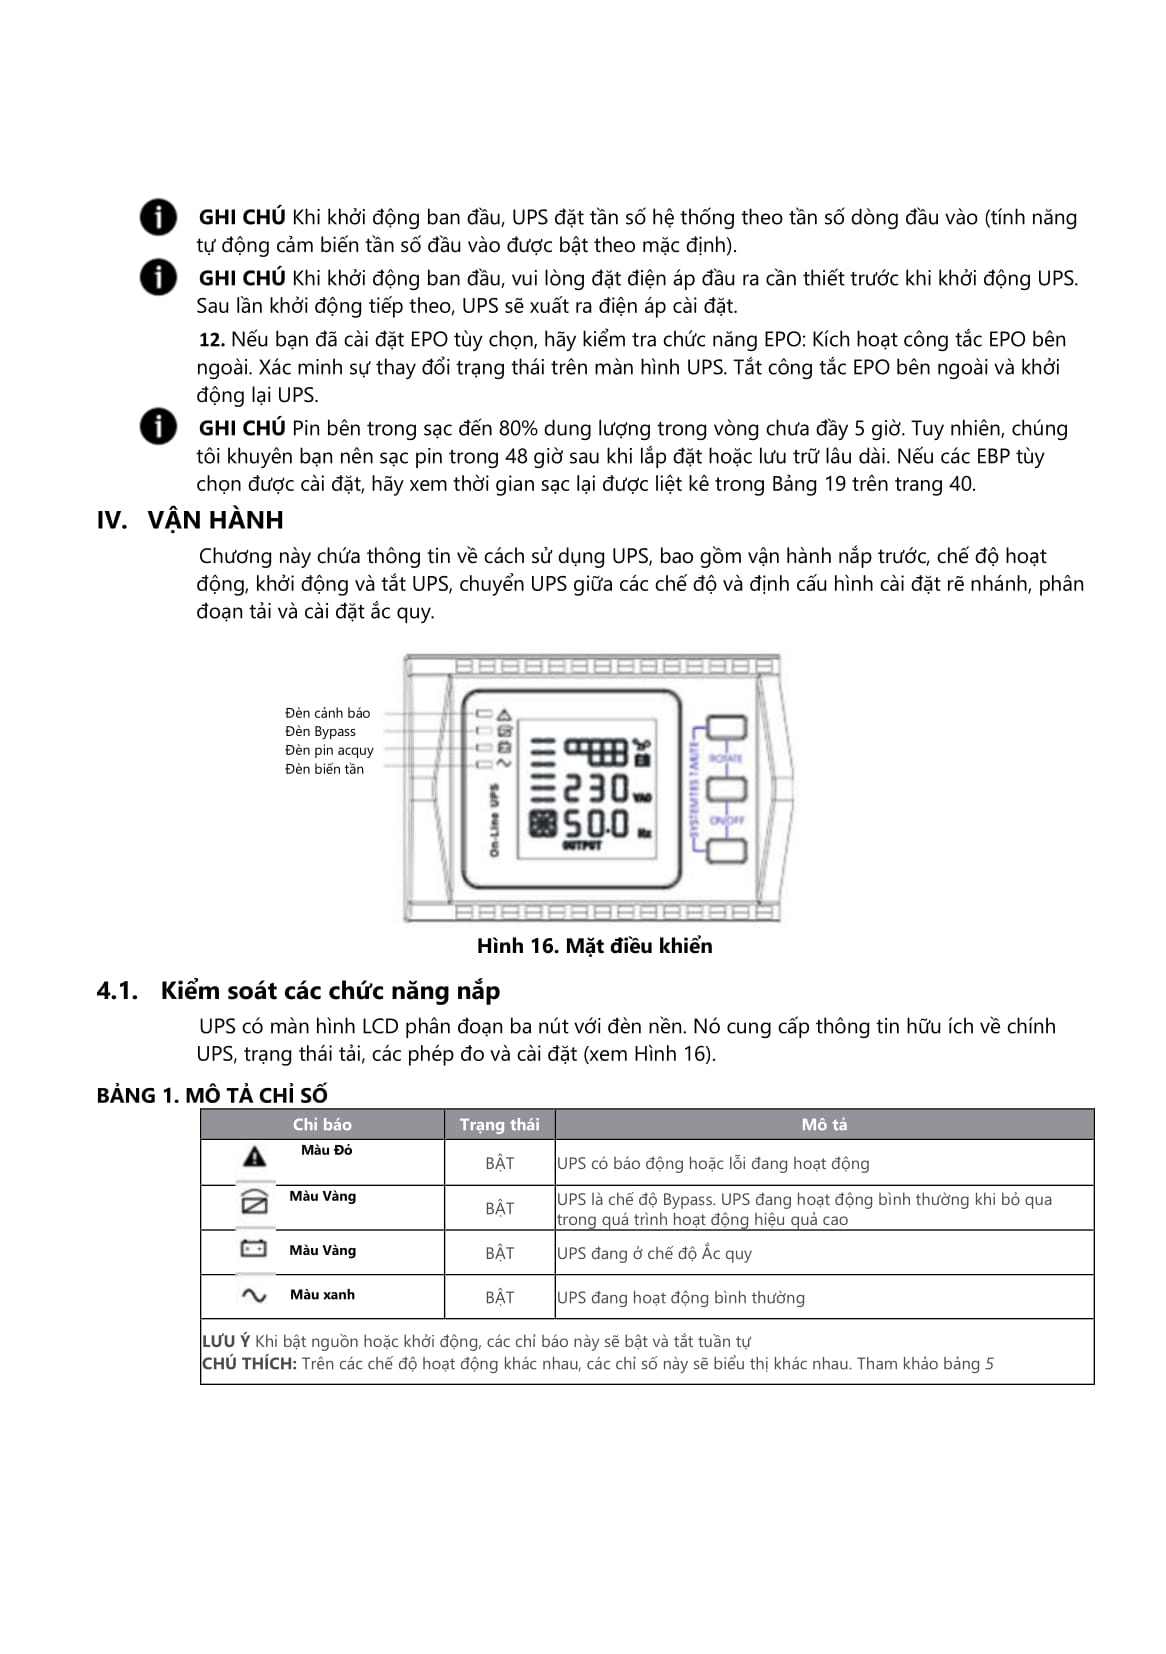 GHI CHÚ Khi khởi động ban đầu, UPS đặt tần số hệ thống theo tần số dòng đầu vào (tính năng
tự động cảm biến tần số đầu vào được bật theo mặc định).
GHI CHÚ Khi khởi động ban đầu, vui lòng đặt điện áp đầu ra cần thiết trước khi khởi động UPS.
Sau lần khởi động tiếp theo, UPS sẽ xuất ra điện áp cài đặt.
12. Nếu bạn đã cài đặt EPO tùy chọn, hãy kiểm tra chức năng EPO: Kích hoạt công tắc EPO bên
ngoài. Xác minh sự thay đổi trạng thái trên màn hình UPS. Tắt công tắc EPO bên ngoài và khởi
động lại UPS.
GHI CHÚ Pin bên trong sạc đến 80% dung lượng trong vòng chưa đầy 5 giờ. Tuy nhiên, chúng
tôi khuyên bạn nên sạc pin trong 48 giờ sau khi lắp đặt hoặc lưu trữ lâu dài. Nếu các EBP tùy
chọn được cài đặt, hãy xem thời gian sạc lại được liệt kê trong Bảng 19 trên trang 40.
IV. VẬN HÀNH
Chương này chứa thông tin về cách sử dụng UPS, bao gồm vận hành nắp trước, chế độ hoạt
động, khởi động và tắt UPS, chuyển UPS giữa các chế độ và định cấu hình cài đặt rẽ nhánh, phân
đoạn tải và cài đặt ắc quy.
Đèn cảnh báo
Đèn Bypass
Đèn pin acquy
Đèn biến tần
On-Line UPS
230 VAC
50.0 Hz
OUTPUT
ROTATE
ON/OFF
Hình 16. Mặt điều khiển
4.1. Kiểm soát các chức năng nắp
UPS có màn hình LCD phân đoạn ba nút với đèn nền. Nó cung cấp thông tin hữu ích về chính
UPS, trạng thái tải, các phép đo và cài đặt (xem Hình 16).
BẢNG 1. MÔ TẢ CHỈ SỐ
Chỉ báo Trạng thái Mô tả
Màu Đỏ BẬT UPS có báo động hoặc lỗi đang hoạt động
Màu Vàng BẬT UPS là chế độ Bypass. UPS đang hoạt động bình thường khi bỏ qua
trong quá trình hoạt động hiệu quả cao
Màu Vàng BẬT UPS đang ở chế độ Ắc quy
Màu xanh BẬT UPS đang hoạt động bình thường
LƯU Ý Khi bật nguồn hoặc khởi động, các chỉ báo này sẽ bật và tắt tuần tự
CHÚ THÍCH: Trên các chế độ hoạt động khác nhau, các chỉ số này sẽ biểu thị khác nhau. Tham khảo bảng 5